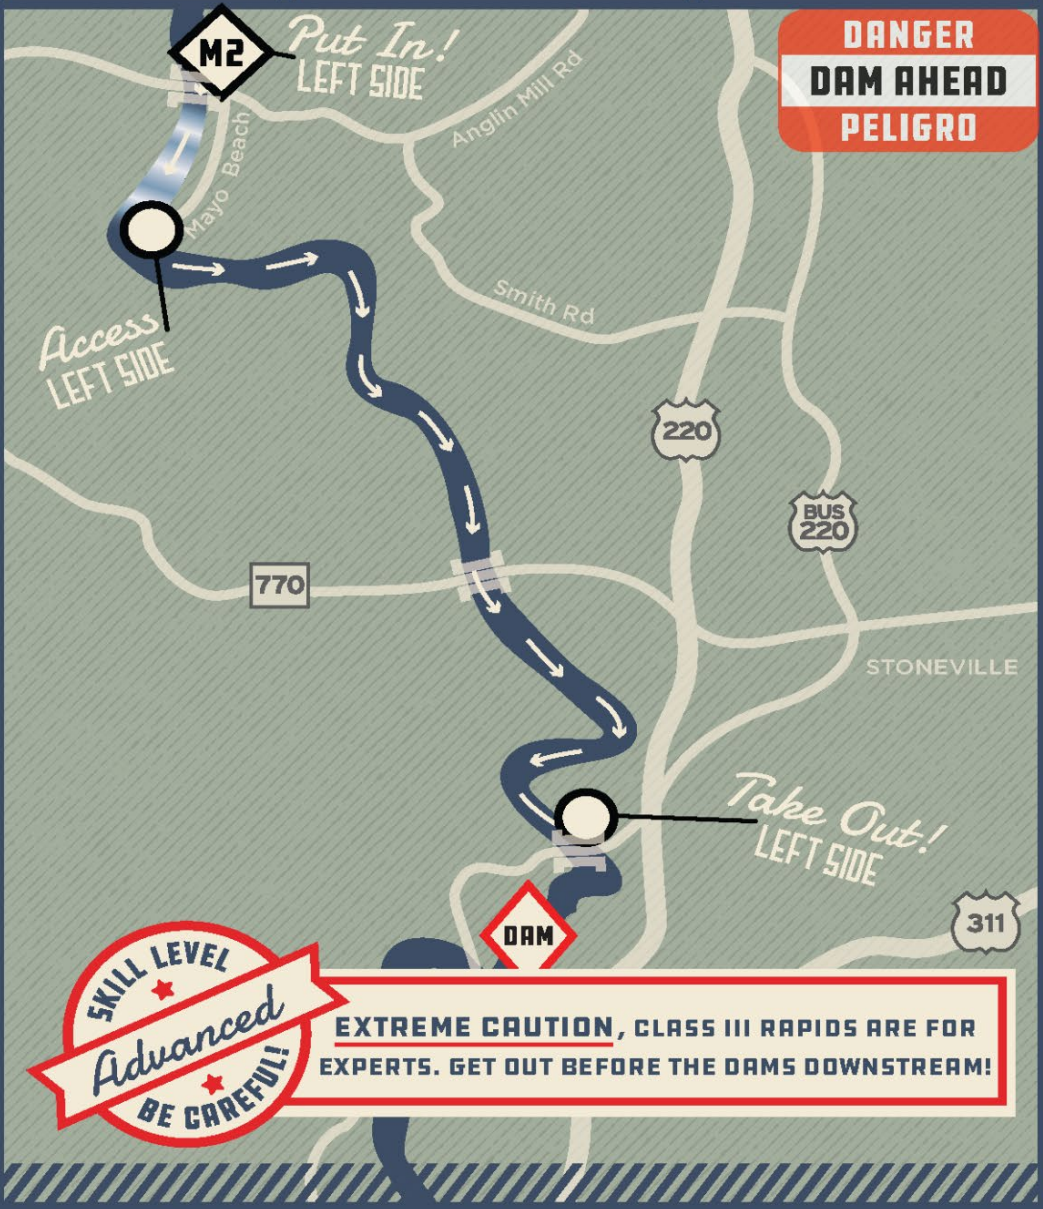 M2
Put In!
LEFT SIDE
DANGER
DAM AHEAD
PELIGRO
Anglin Mill Rd
Mayo Beach
Smith Rd
Access
LEFT SIDE
220
BUS
220
770
STONEVILLE
Take Out!
LEFT SIDE
311
DAM
SKILL LEVEL
Advanced
BE CAREFUL!
EXTREME CAUTION, CLASS III RAPIDS ARE FOR
EXPERTS. GET OUT BEFORE THE DAMS DOWNSTREAM!